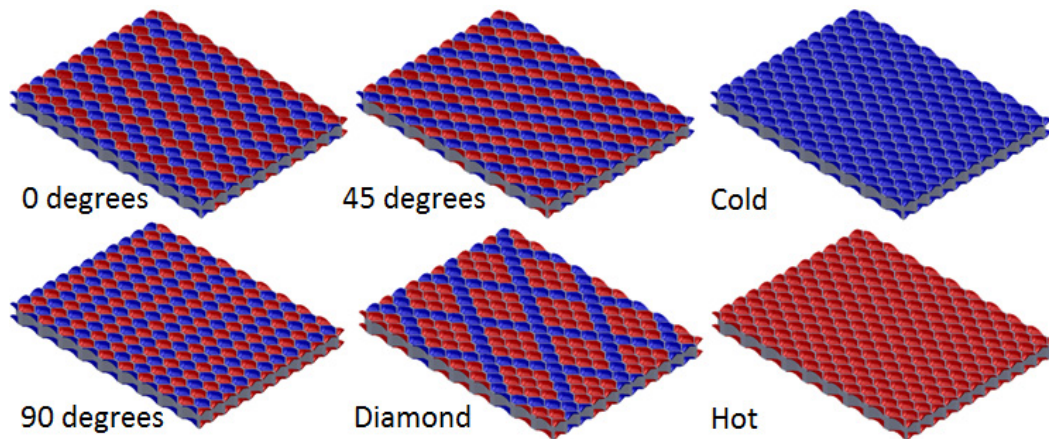 0 degrees
45 degrees
Cold
90 degrees
Diamond
Hot